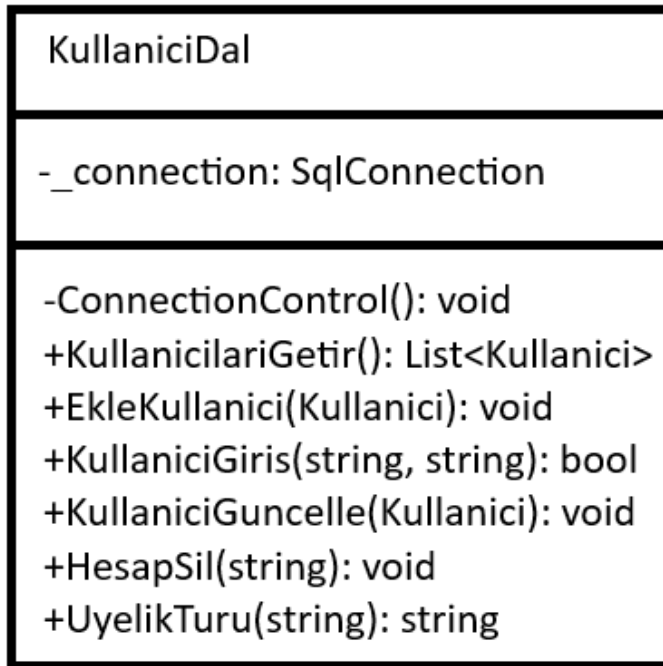 KullaniciDal
-_connection: SqlConnection
-ConnectionControl(): void
+KullanicilariGetir(): List<Kullanici>
+EkleKullanici(Kullanici): void
+KullaniciGiris(string, string): bool
+KullaniciGuncelle(Kullanici): void
+HesapSil(string): void
+UyelikTuru(string): string